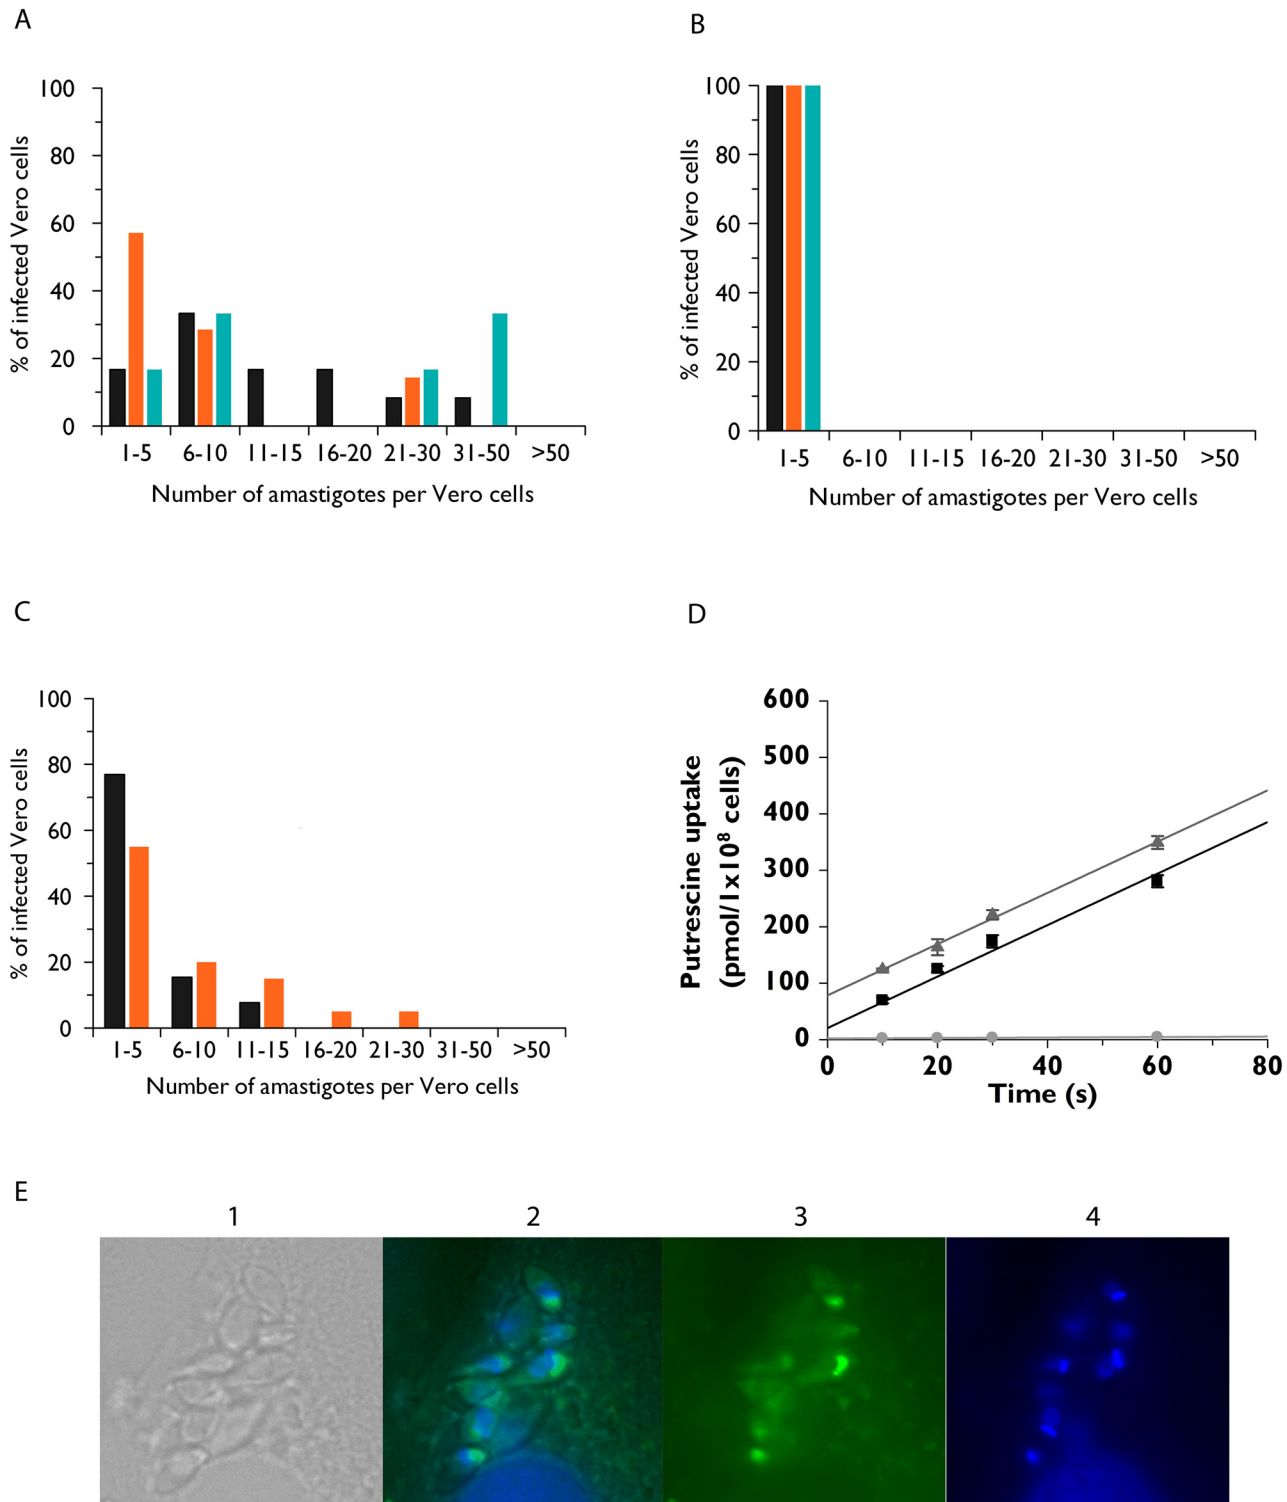 A
B
100
80
60
40
20
0
% of infected Vero cells
1-5 6-10 11-15 16-20 21-30 31-50 >50
Number of amastigotes per Vero cells
100
80
60
40
20
0
% of infected Vero cells
1-5 6-10 11-15 16-20 21-30 31-50 >50
Number of amastigotes per Vero cells
C
D
100
80
60
40
20
0
% of infected Vero cells
1-5 6-10 11-15 16-20 21-30 31-50 >50
Number of amastigotes per Vero cells
600
500
400
300
200
100
0
Putrescine uptake
(pmol/1x10⁸ cells)
0 20 40 60 80
Time (s)
E
1 2 3 4